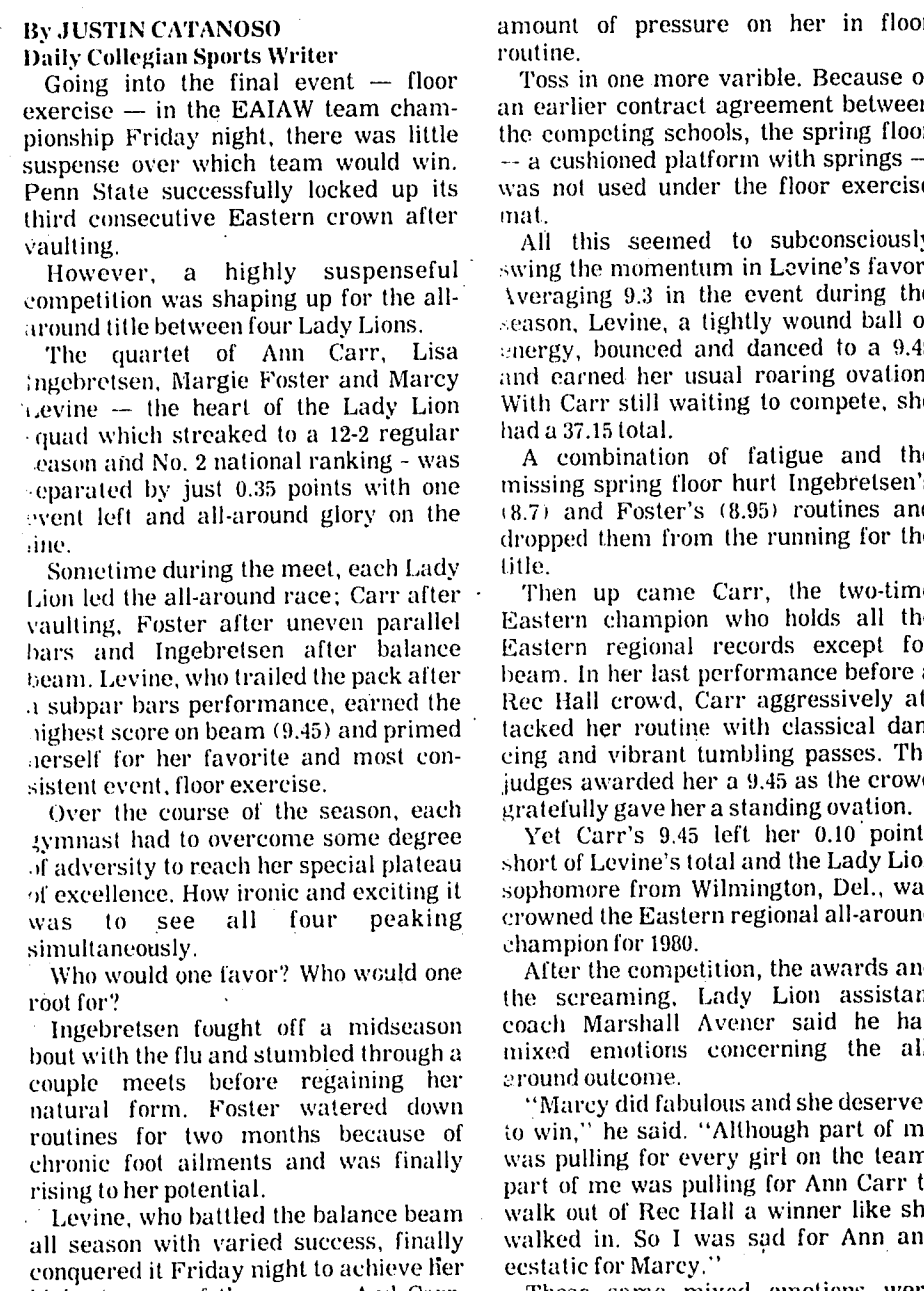 By JUSTIN CATANOSO
Daily Collegian Sports Writer
Going into the final event — floor
exercise — in the EAIAW team cham-
pionship Friday night, there was little
suspense over which team would win.
Penn State successfully locked up its
third consecutive Eastern crown after
vaulting.
However, a highly suspenseful
competition was shaping up for the all-
around title between four Lady Lions.
The quartet of Ann Carr, Lisa
Ingebretsen, Margie Foster and Marcy
Levine — the heart of the Lady Lion
quad which streaked to a 12-2 regular
eason and No. 2 national ranking - was
eparated by just 0.35 points with one
event left and all-around glory on the
line.
Sometime during the meet, each Lady
Lion led the all-around race; Carr after
vaulting, Foster after uneven parallel
bars and Ingebretsen after balance
beam. Levine, who trailed the pack after
a subpar bars performance, earned the
highest score on beam (9.45) and primed
herself for her favorite and most con-
sistent event, floor exercise.
Over the course of the season, each
gymnast had to overcome some degree
of adversity to reach her special plateau
of excellence. How ironic and exciting it
was to see all four peaking
simultaneously.
Who would one favor? Who would one
root for?
Ingebretsen fought off a midseason
bout with the flu and stumbled through a
couple meets before regaining her
natural form. Foster watered down
routines for two months because of
chronic foot ailments and was finally
rising to her potential.
Levine, who battled the balance beam
all season with varied success, finally
conquered it Friday night to achieve her
amount of pressure on her in floor
routine.
Toss in one more varible. Because o
an earlier contract agreement between
the competing schools, the spring floor
— a cushioned platform with springs —
was not used under the floor exercise
mat.
All this seemed to subconsciously
swing the momentum in Levine's favor.
Averaging 9.3 in the event during the
season, Levine, a tightly wound ball o
energy, bounced and danced to a 9.4
and earned her usual roaring ovation.
With Carr still waiting to compete, she
had a 37.15 total.
A combination of fatigue and the
missing spring floor hurt Ingebretsen's
(8.7) and Foster's (8.95) routines and
dropped them from the running for the
title.
Then up came Carr, the two-time
Eastern champion who holds all the
Eastern regional records except fo
beam. In her last performance before a
Rec Hall crowd, Carr aggressively at
tacked her routine with classical dan
cing and vibrant tumbling passes. Th
judges awarded her a 9.45 as the crowd
gratefully gave her a standing ovation.
Yet Carr's 9.45 left her 0.10 point
short of Levine's total and the Lady Lio
sophomore from Wilmington, Del., wa
crowned the Eastern regional all-around
champion for 1980.
After the competition, the awards an
the screaming, Lady Lion assistan
coach Marshall Avener said he ha
mixed emotions concerning the all
around outcome.
"Marcy did fabulous and she deserve
to win," he said. "Although part of m
was pulling for every girl on the team
part of me was pulling for Ann Carr t
walk out of Rec Hall a winner like sh
walked in. So I was sad for Ann an
ecstatic for Marcy."